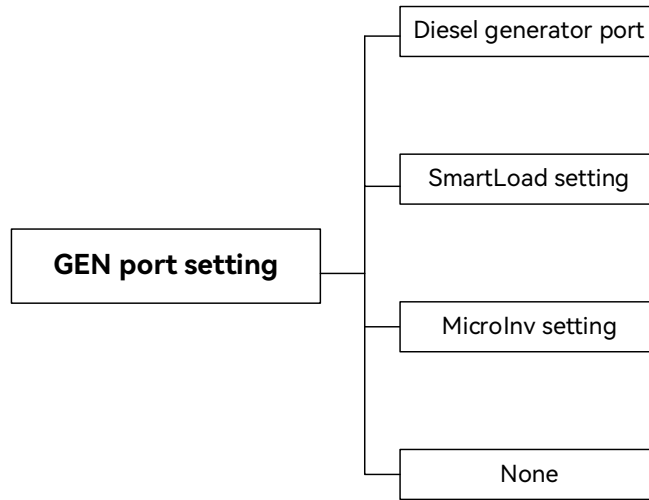 Diesel generator port
SmartLoad setting
GEN port setting
MicroInv setting
None